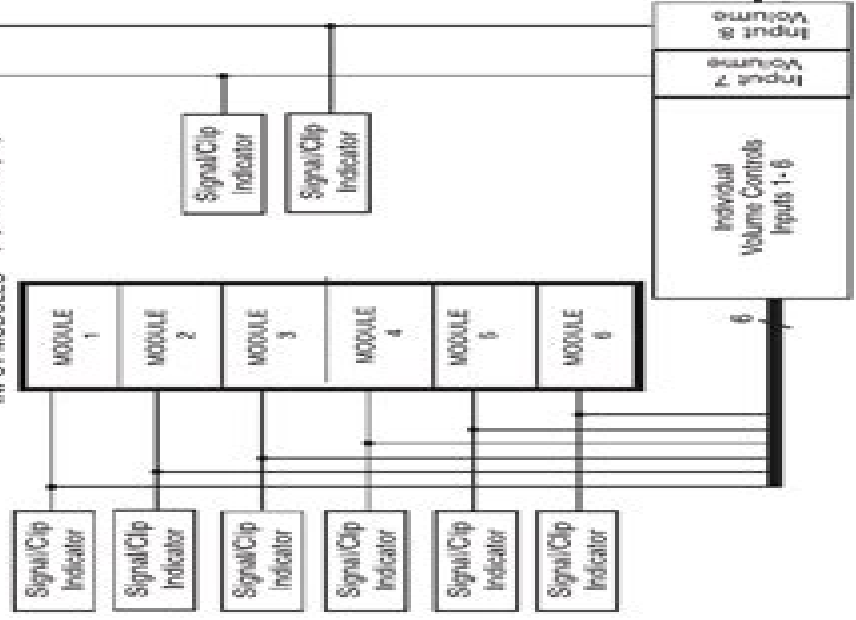 Input 8
Volume
Input 7
Volume
Signal/Clip
Indicator
Signal/Clip
Indicator
Individual
Volume Controls
Inputs 1-6
MODULE
1
MODULE
2
MODULE
3
MODULE
4
MODULE
5
MODULE
6
6
Signal/Clip
Indicator
Signal/Clip
Indicator
Signal/Clip
Indicator
Signal/Clip
Indicator
Signal/Clip
Indicator
Signal/Clip
Indicator